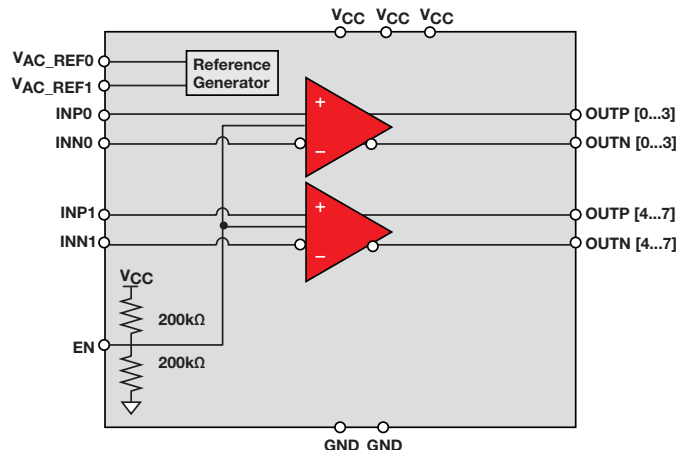 VCC VCC VCC
VAC_REF0
Reference
Generator
VAC_REF1
INP0
+
OUTP [0...3]
INN0
−
OUTN [0...3]
INP1
+
OUTP [4...7]
INN1
−
OUTN [4...7]
VCC
200kΩ
EN
200kΩ
GND GND